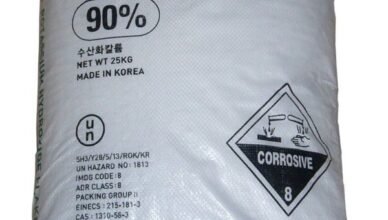 90%
수산화칼륨
NET WT 25KG
MADE IN KOREA
un
5H3/Y28/S/13/RGK/KR
UN HAZARD NO: 1813
IMDG CODE : 8
ADR CLASS : 8
PACKING GROUP II
EINECS : 215-181-3
CAS : 1310-58-3
CORROSIVE
8